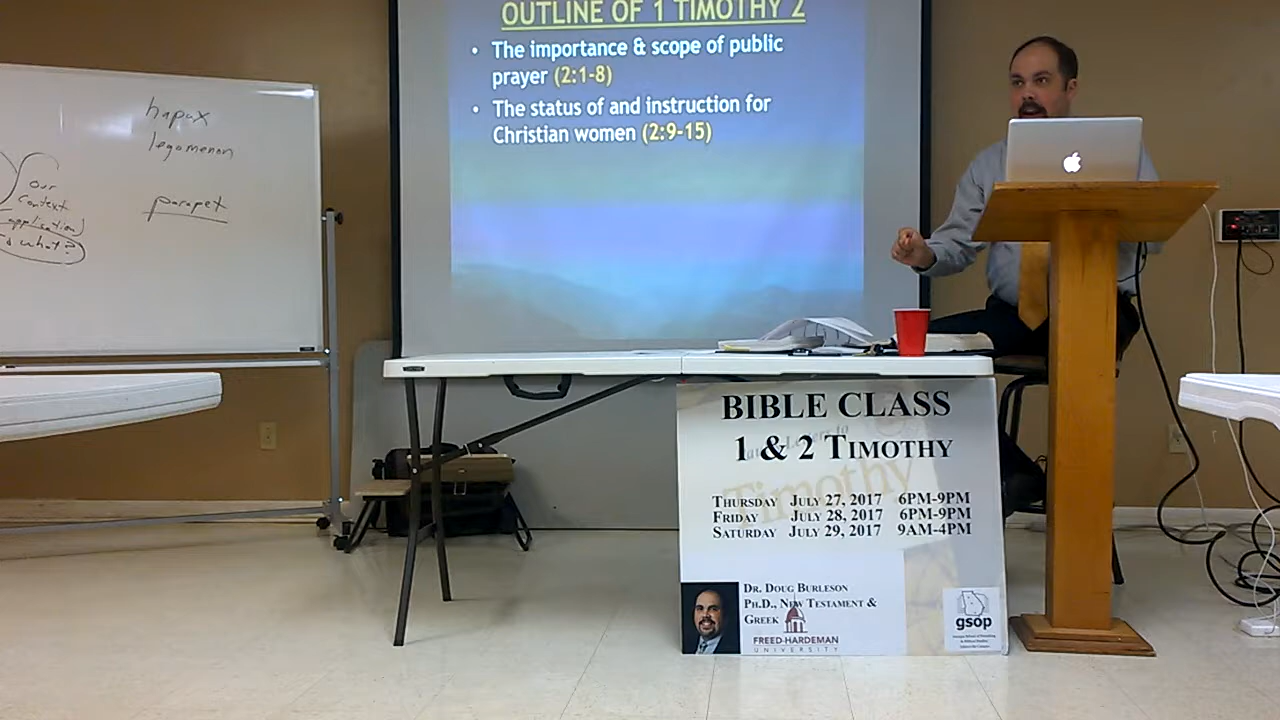 OUTLINE OF 1 TIMOTHY 2
• The importance & scope of public
prayer (2:1-8)
• The status of and instruction for
Christian women (2:9-15)
hapax
legomenon
parapet
Our
Context
application)
what?
BIBLE CLASS
1 & 2 TIMOTHY
Timothy
THURSDAY JULY 27, 2017 6PM-9PM
FRIDAY JULY 28, 2017 6PM-9PM
SATURDAY JULY 29, 2017 9AM-4PM
DR. DOUG BURLESON
PH.D., NEW TESTAMENT &
GREEK
FREED-HARDEMAN
UNIVERSITY
gsop